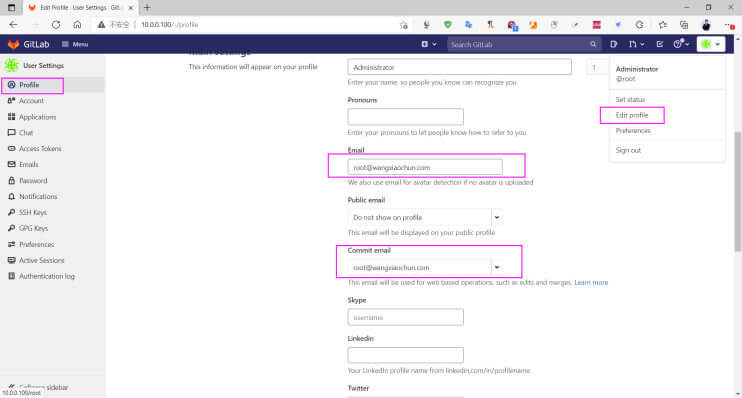 Edit Profile · User Settings · GitLab
不安全 | 10.0.0.100/-/profile
GitLab
Menu
Search GitLab
User Settings
Profile
Account
Applications
Chat
Access Tokens
Emails
Password
Notifications
SSH Keys
GPG Keys
Preferences
Active Sessions
Authentication log
Collapse sidebar
10.0.0.100/root
Main settings
This information will appear on your profile
Administrator
1
Enter your name, so people you know can recognize you
Pronouns
Enter your pronouns to let people know how to refer to you
Email
root@wangxiaochun.com
We also use email for avatar detection if no avatar is uploaded
Public email
Do not show on profile
This email will be displayed on your public profile
Commit email
root@wangxiaochun.com
This email will be used for web based operations, such as edits and merges. Learn more
Skype
username
Linkedin
Your LinkedIn profile name from linkedin.com/in/profilename
Twitter
Administrator
@root
Set status
Edit profile
Preferences
Sign out